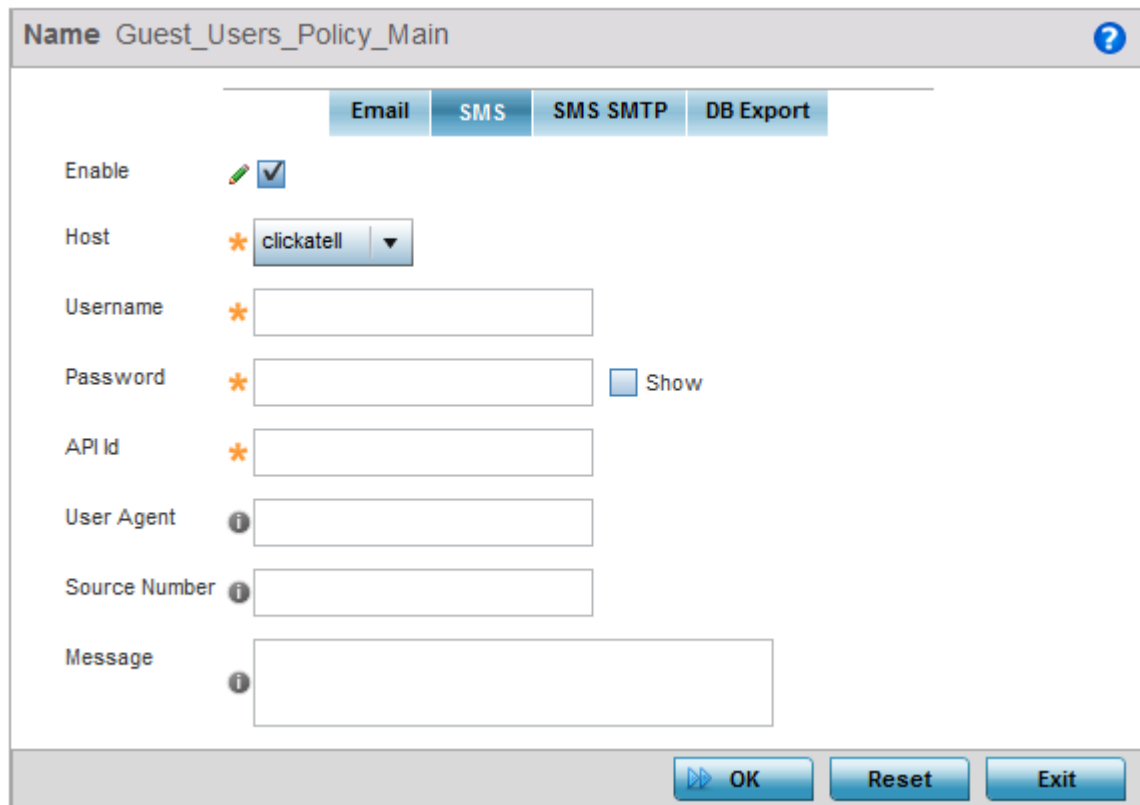 Name Guest_Users_Policy_Main ?
Email SMS SMS SMTP DB Export
Enable
Host clickatell
Username
Password Show
API Id
User Agent
Source Number
Message
OK Reset Exit